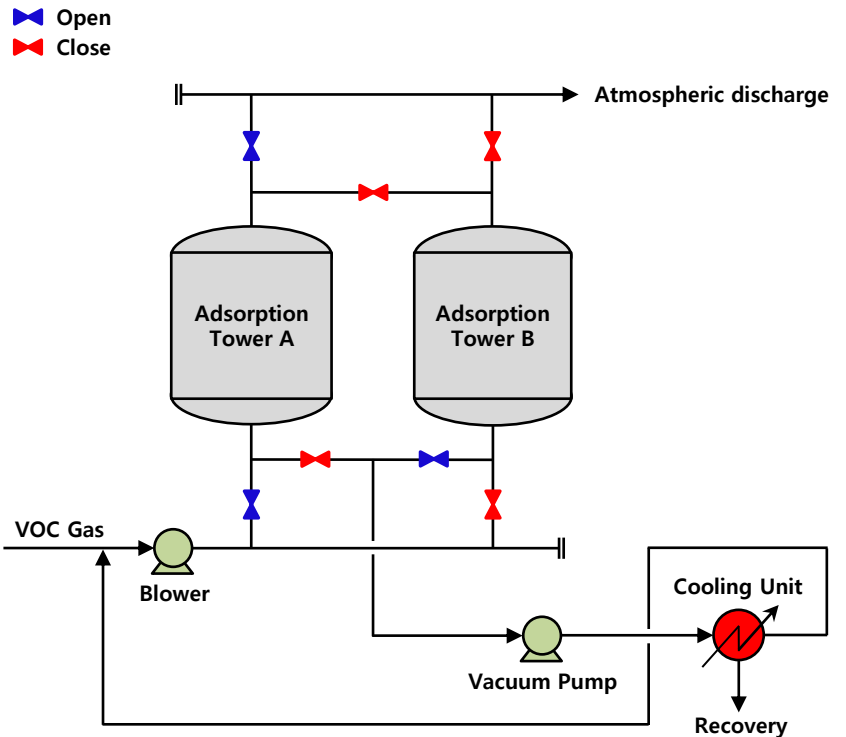 Open
Close
Atmospheric discharge
Adsorption
Tower A
Adsorption
Tower B
VOC Gas
Blower
Cooling Unit
Vacuum Pump
Recovery